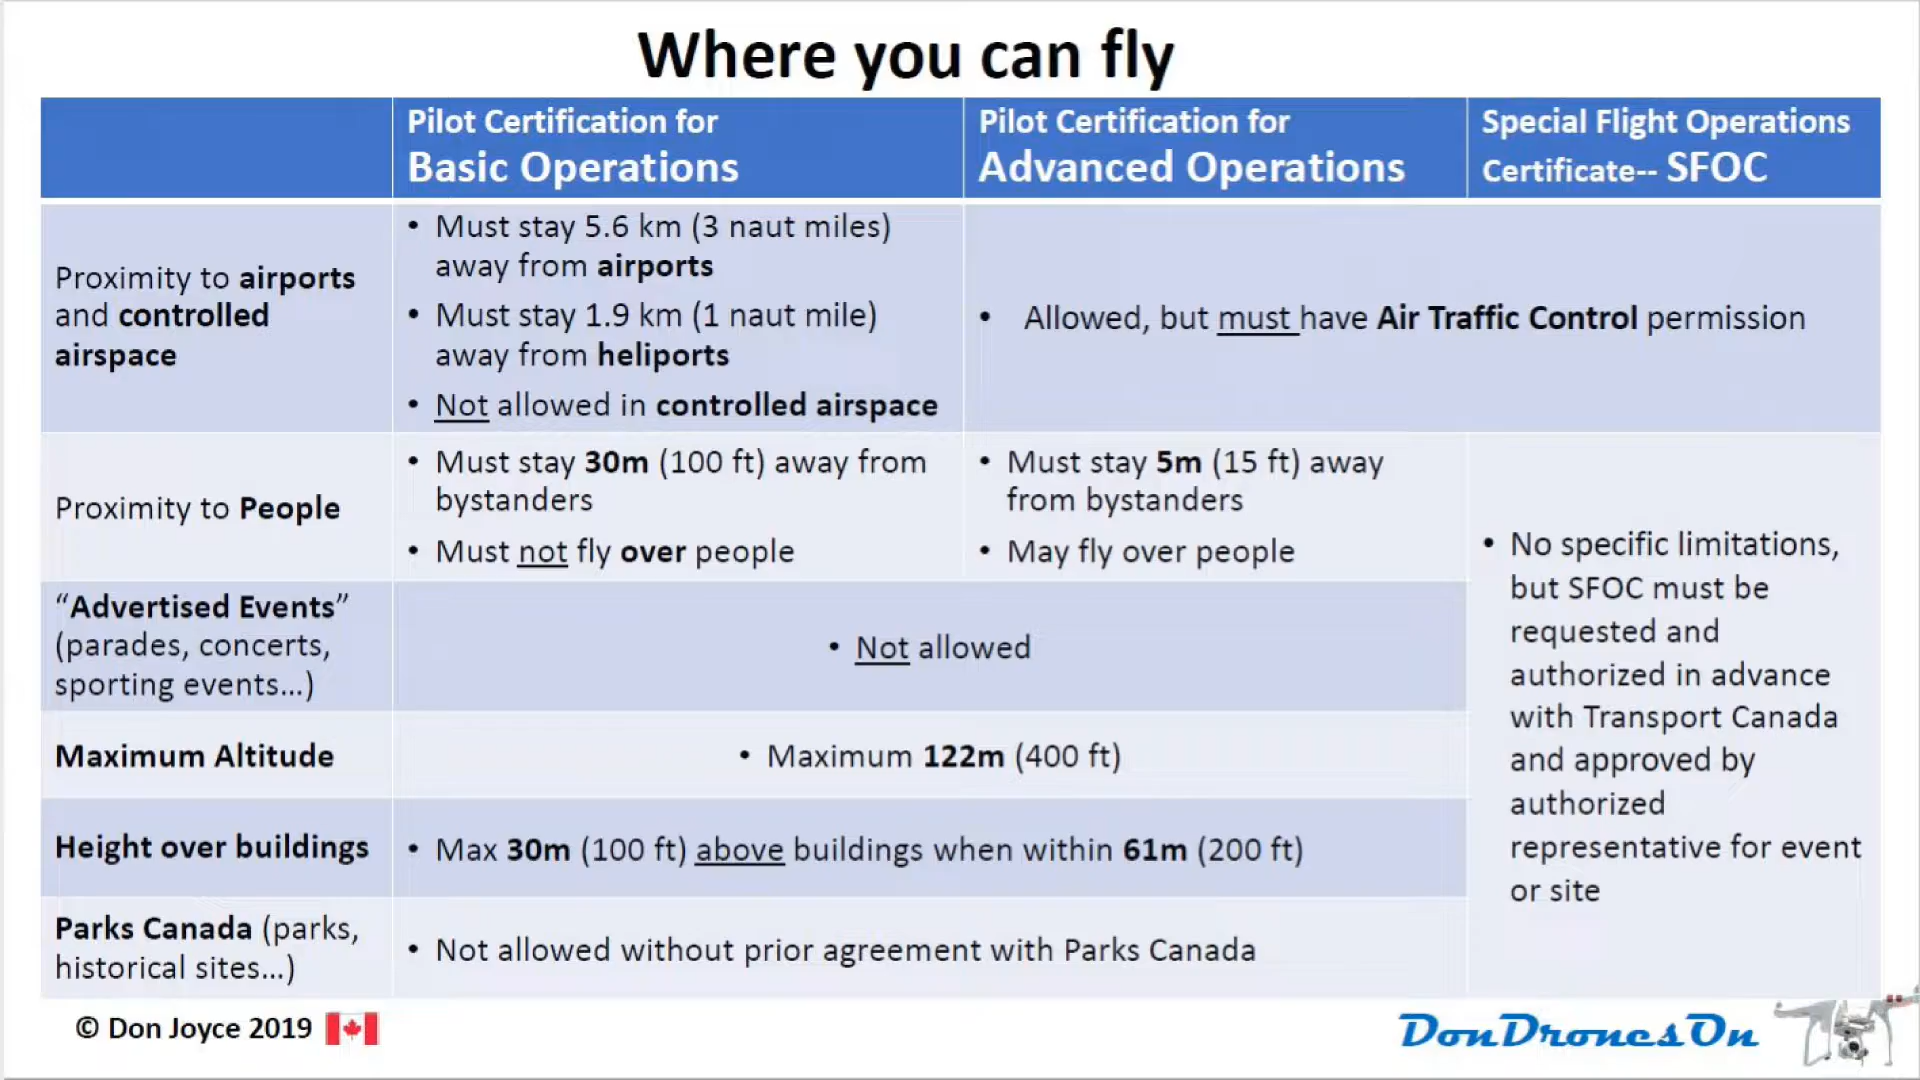 Where you can fly
Pilot Certification for
Basic Operations
Pilot Certification for
Advanced Operations
Special Flight Operations
Certificate-- SFOC
Proximity to airports
and controlled
airspace
• Must stay 5.6 km (3 naut miles)
away from airports
• Must stay 1.9 km (1 naut mile)
away from heliports
• Not allowed in controlled airspace
• Allowed, but must have Air Traffic Control permission
Proximity to People
• Must stay 30m (100 ft) away from
bystanders
• Must not fly over people
• Must stay 5m (15 ft) away
from bystanders
• May fly over people
• No specific limitations,
but SFOC must be
requested and
authorized in advance
with Transport Canada
and approved by
authorized
representative for event
or site
“Advertised Events”
(parades, concerts,
sporting events...)
• Not allowed
Maximum Altitude
• Maximum 122m (400 ft)
Height over buildings
• Max 30m (100 ft) above buildings when within 61m (200 ft)
Parks Canada (parks,
historical sites...)
• Not allowed without prior agreement with Parks Canada
© Don Joyce 2019
DonDronesOn